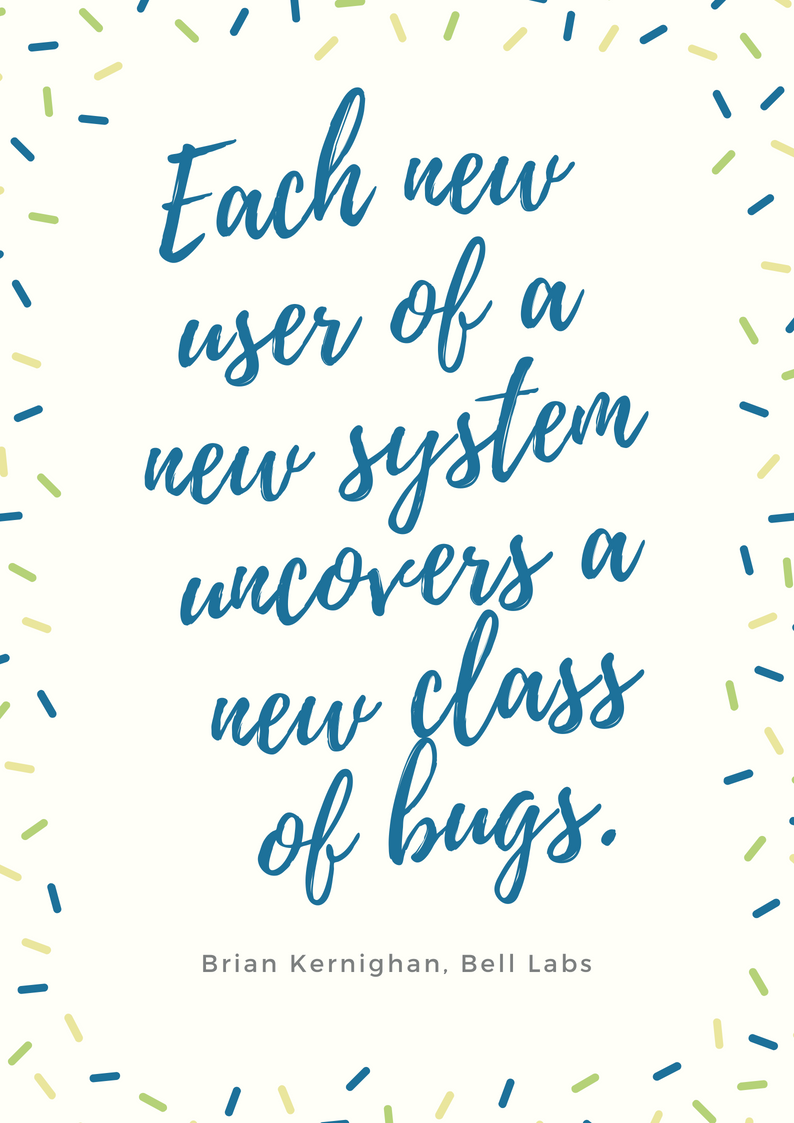 Each new
user of a
new system
uncovers a
new class
of bugs.
Brian Kernighan, Bell Labs